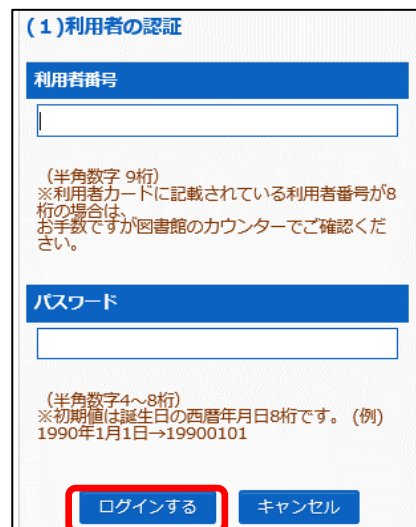 (1)利用者の認証
利用者番号
（半角数字 9桁）
※利用者カードに記載されている利用者番号が8
桁の場合は、
お手数ですが図書館のカウンターでご確認くだ
さい。
パスワード
（半角数字4～8桁）
※初期値は誕生日の西暦年月日8桁です。 (例)
1990年1月1日→19900101
ログインする キャンセル